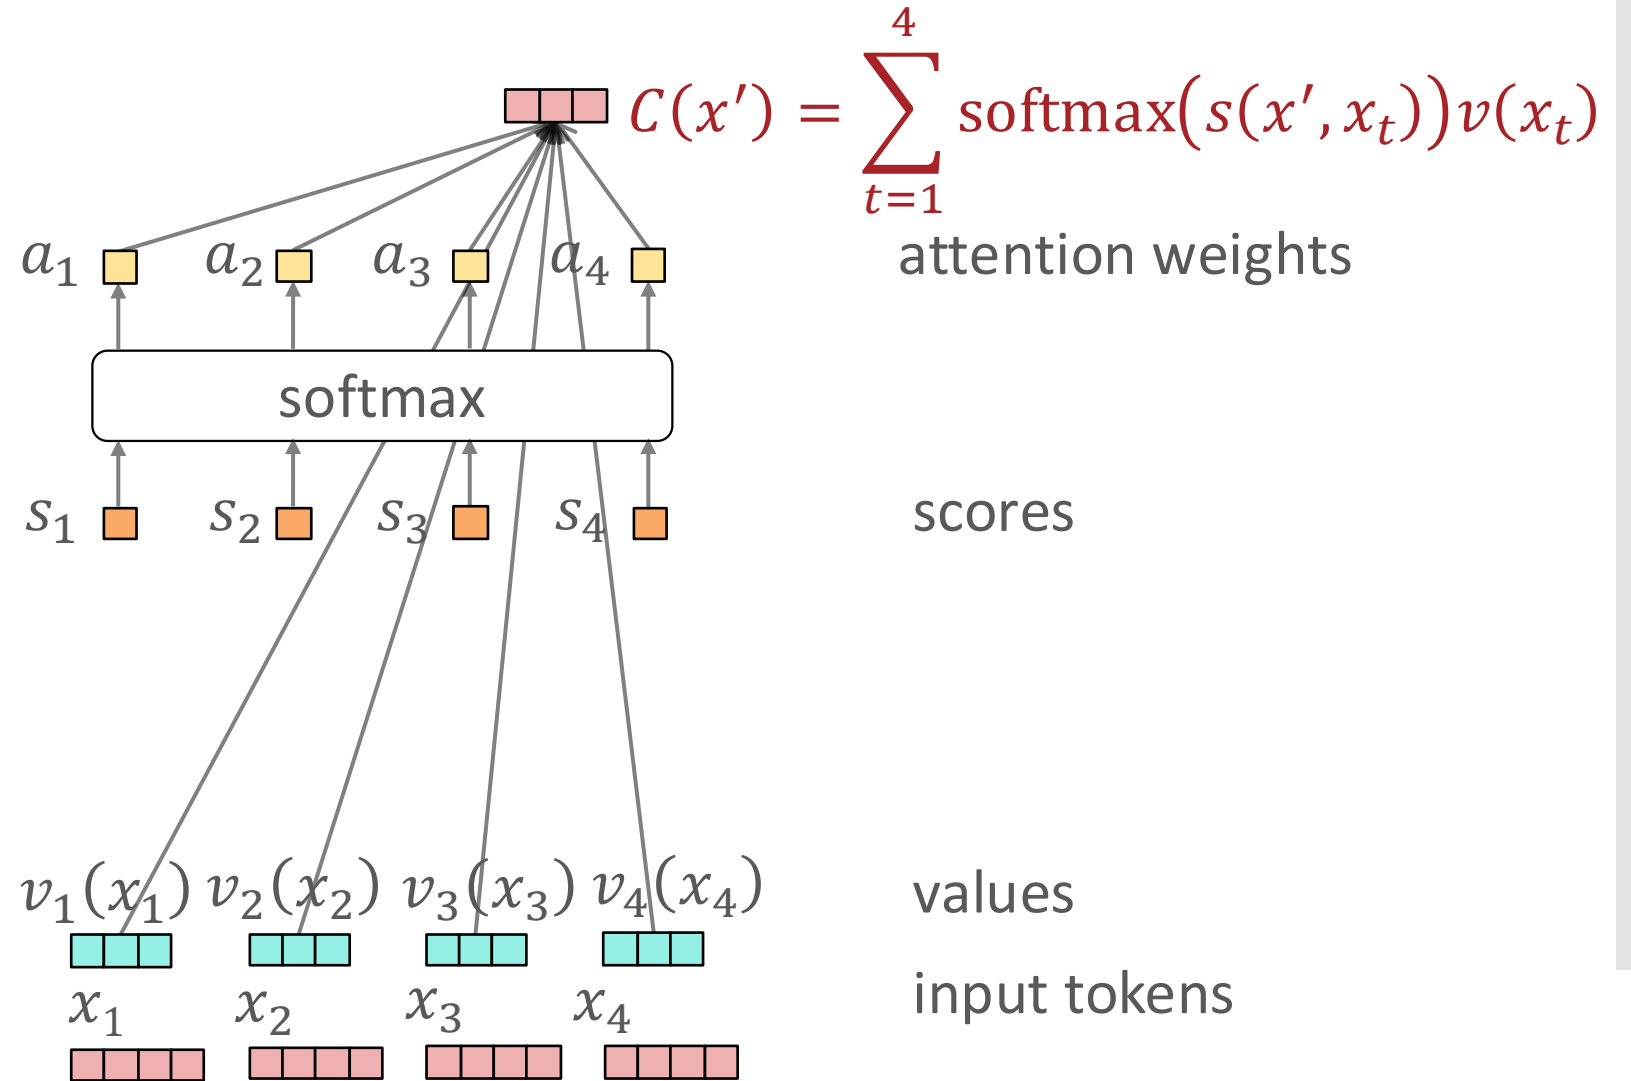 C(x′) = ∑_{t=1}^{4} softmax(s(x′, x_t))v(x_t)
a₁ a₂ a₃ a₄ attention weights
softmax
s₁ s₂ s₃ s₄ scores
v₁(x₁) v₂(x₂) v₃(x₃) v₄(x₄) values
x₁ x₂ x₃ x₄ input tokens